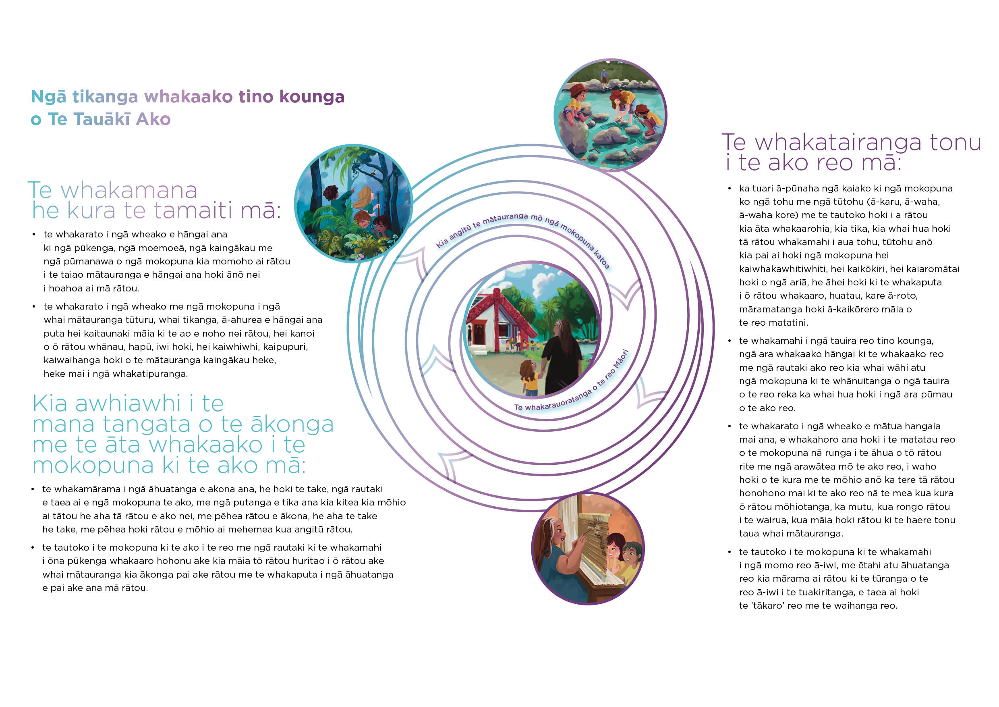 Ngā tikanga whakaako tino kounga
o Te Tauākī Ako
Te whakamana
he kura te tamaiti mā:
• te whakarato i ngā wheako e hāngai ana
ki ngā pūkenga, ngā moemoeā, ngā kaingākau me
ngā pūmanawa o ngā mokopuna kia momoho ai rātou
i te taiao mātauranga e hāngai ana hoki ānō nei
i hoahoa ai mā rātou.
• te whakarato i ngā wheako me ngā mokopuna i ngā
whai mātauranga tūturu, whai tikanga, ā-ahurea e hāngai ana
puta hei kaitaunaki māia ki te ao e noho nei rātou, hei kanoi
o ō rātou whānau, hapū, iwi hoki, hei kaiwhiwhi, kaipupuri,
kaiwaihanga hoki o te mātauranga kaingākau heke,
heke mai i ngā whakatipuranga.
Kia awhiawhi i te
mana tangata o te ākonga
me te āta whakaako i te
mokopuna ki te ako mā:
• te whakamārama i ngā āhuatanga e akona ana, he hoki te take, ngā rautaki
e taea ai e ngā mokopuna te ako, me ngā putanga e tika ana kia kitea kia mōhio
ai tātou he aha tā rātou e ako nei, me pēhea rātou e ākona, he aha te take
he take, me pēhea hoki rātou e mōhio ai mehemea kua angitū rātou.
• te tautoko i te mokopuna ki te ako i te reo me ngā rautaki ki te whakamahi
i ōna pūkenga whakaaro hohonu ake kia māia tō rātou huritao i ō rātou ake
whai mātauranga kia ākonga pai ake rātou me te whakaputa i ngā āhuatanga
e pai ake ana mā rātou.
Kia angitū te mātauranga mō ngā mokopuna katoa
Te whakarauoratanga o te reo Māori
Te whakatairanga tonu
i te ako reo mā:
• ka tuari ā-pūnaha ngā kaiako ki ngā mokopuna
ko ngā tohu me ngā tūtohu (ā-karu, ā-waha,
ā-waha kore) me te tautoko hoki i a rātou
kia āta whakaarohia, kia tika, kia whai hua hoki
tā rātou whakamahi i aua tohu, tūtohu anō
kia pai ai hoki ngā mokopuna hei
kaiwhakawhitiwhiti, hei kaikōkiri, hei kaiaromātai
hoki o ngā ariā, he āhei hoki ki te whakaputa
i ō rātou whakaaro, huatau, kare ā-roto,
māramatanga hoki ā-kaikōrero māia o
te reo matatini.
• te whakamahi i ngā tauira reo tino kounga,
ngā ara whakaako hāngai ki te whakaako reo
me ngā rautaki ako reo kia whai wāhi atu
ngā mokopuna ki te whānuitanga o ngā tauira
o te reo reka ka whai hua hoki i ngā ara pūmau
o te ako reo.
• te whakarato i ngā wheako e mātua hangaia
mai ana, e whakahoro ana hoki i te matatau reo
o te mokopuna nā runga i te āhua o tō rātou
rite me ngā arawātea mō te ako reo, i waho
hoki o te kura me te mōhio anō ka tere tā rātou
honohono mai ki te ako reo nā te mea kua kura
ō rātou mōhiotanga, ka mutu, kua rongo rātou
i te wairua, kua māia hoki rātou ki te haere tonu
taua whai mātauranga.
• te tautoko i te mokopuna ki te whakamahi
i ngā momo reo ā-iwi, me ētahi atu āhuatanga
reo kia mārama ai rātou ki te tūranga o te
reo ā-iwi i te tuakiritanga, e taea ai hoki
te ‘tākaro’ reo me te waihanga reo.